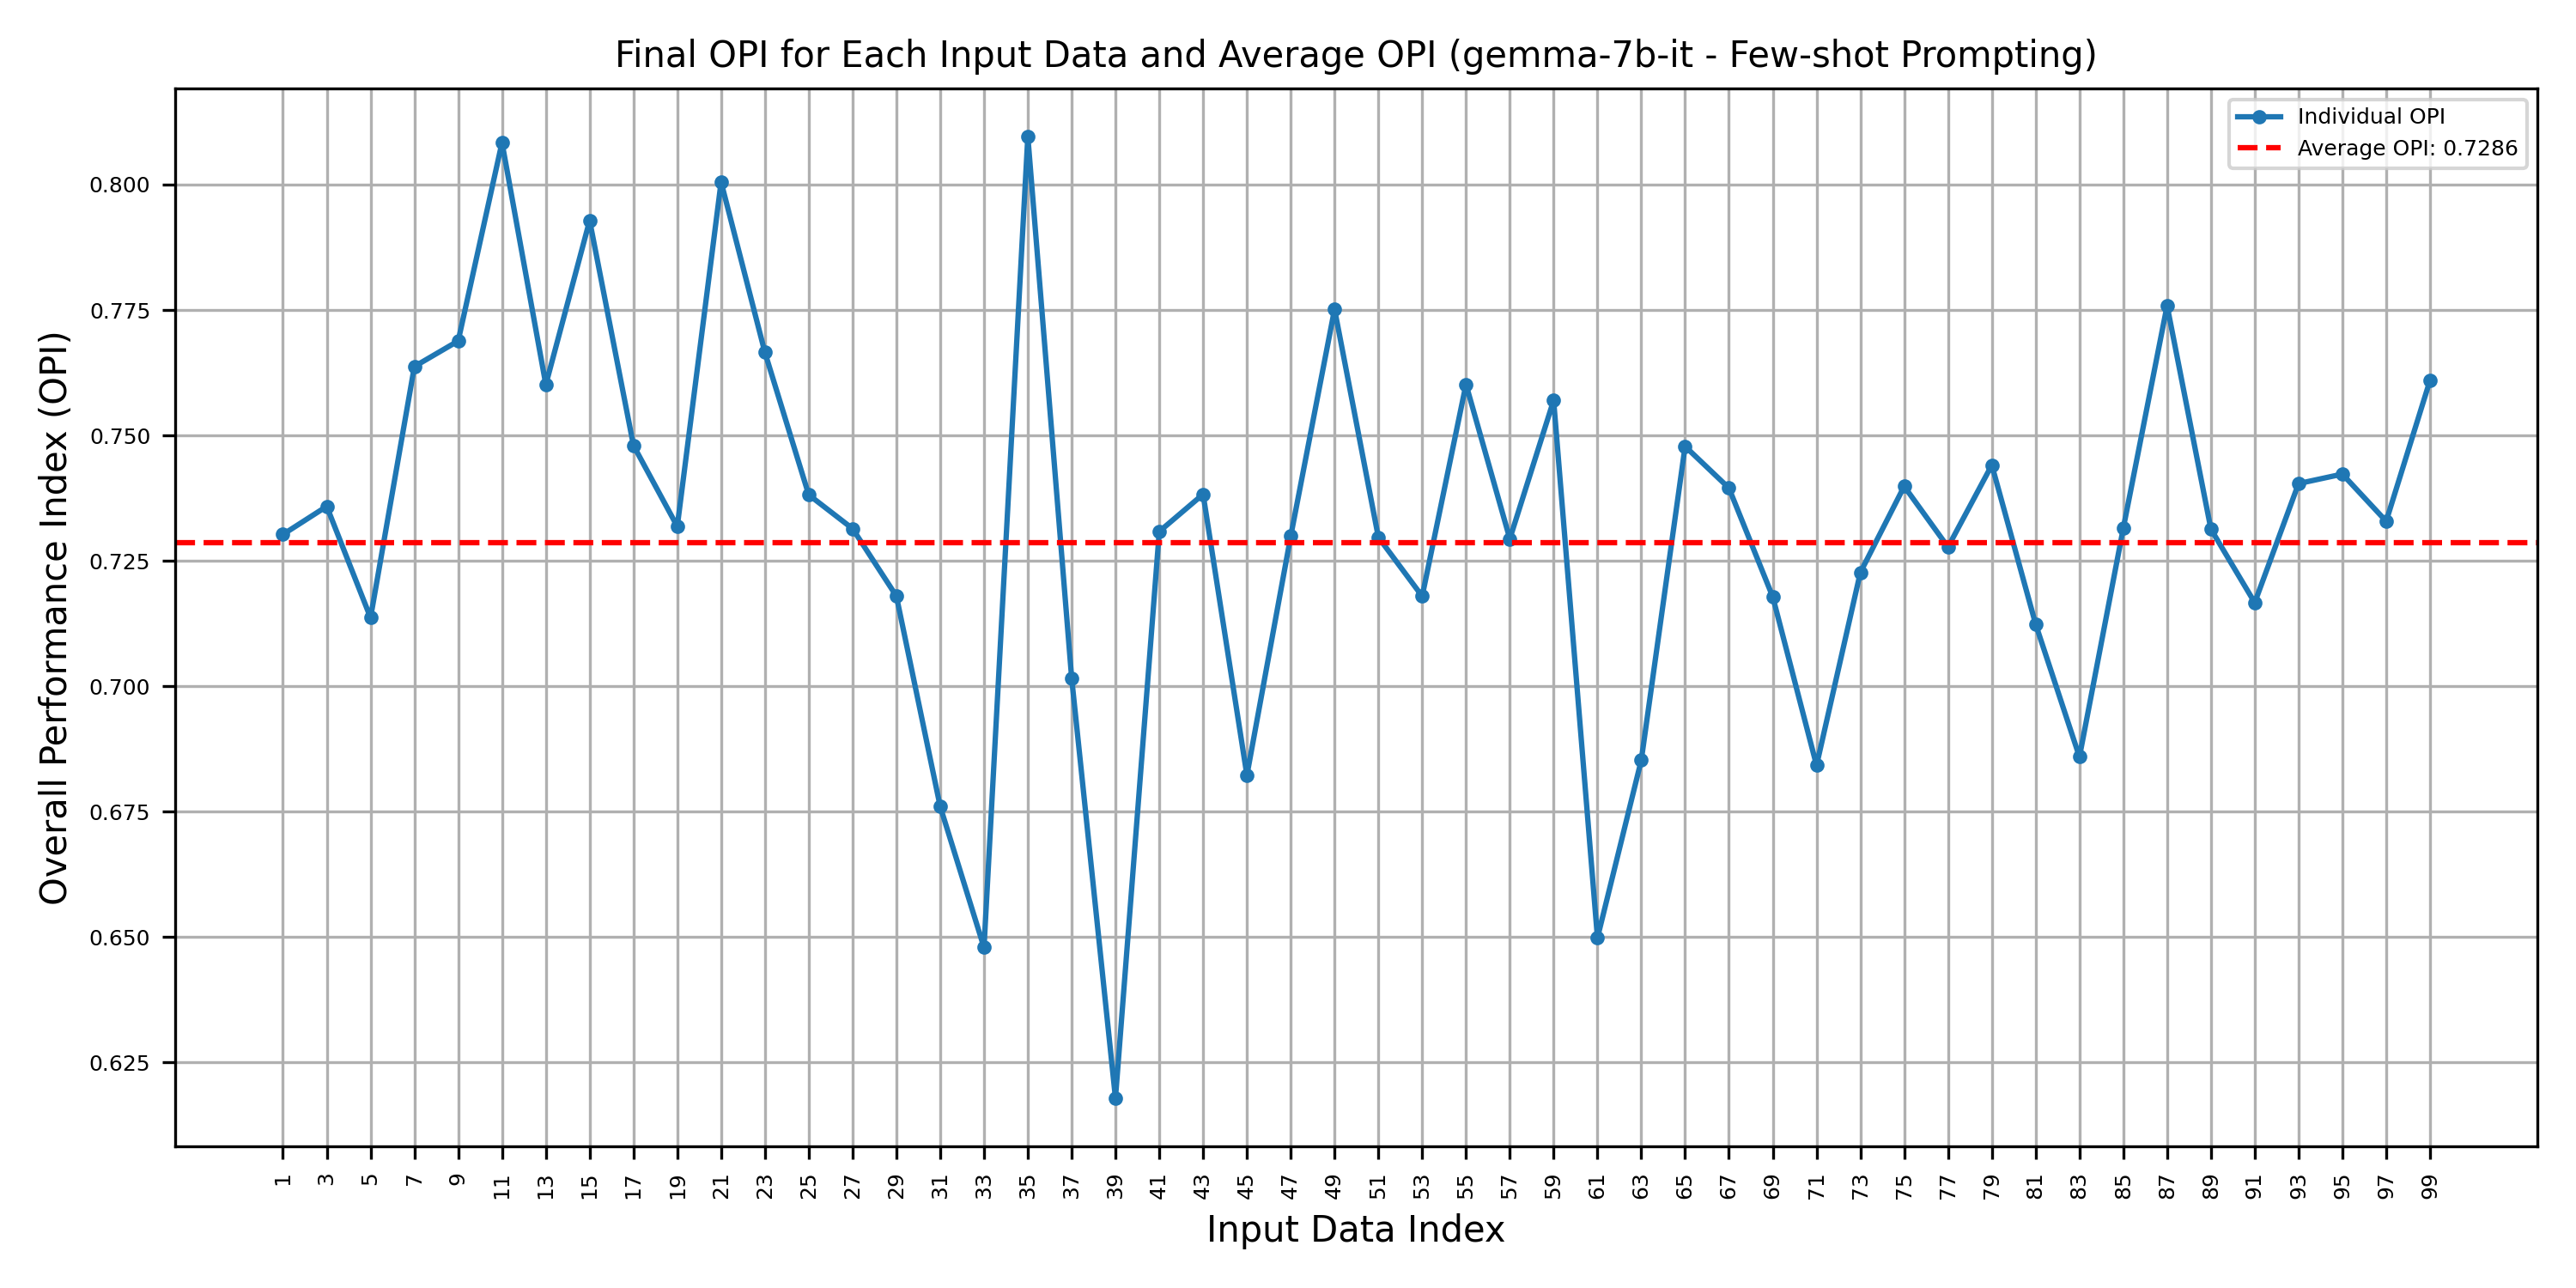 Final OPI for Each Input Data and Average OPI (gemma-7b-it - Few-shot Prompting)
Individual OPI
Average OPI: 0.7286
Overall Performance Index (OPI)
0.800
0.775
0.750
0.725
0.700
0.675
0.650
0.625
1 3 5 7 9 11 13 15 17 19 21 23 25 27 29 31 33 35 37 39 41 43 45 47 49 51 53 55 57 59 61 63 65 67 69 71 73 75 77 79 81 83 85 87 89 91 93 95 97 99
Input Data Index